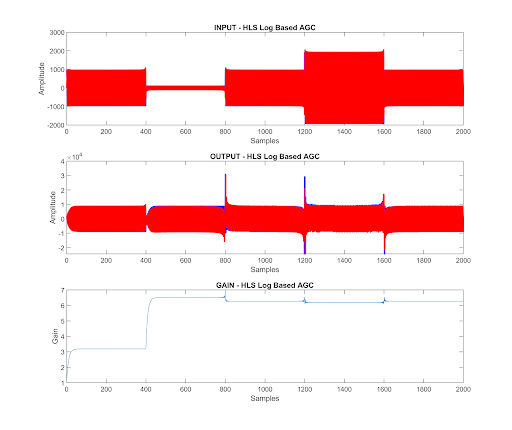 INPUT - HLS Log Based AGC
3000
2000
1000
0
-1000
-2000
Amplitude
0 200 400 600 800 1000 1200 1400 1600 1800 2000
Samples
OUTPUT - HLS Log Based AGC
×10⁴
4
3
2
1
0
-1
-2
Amplitude
0 200 400 600 800 1000 1200 1400 1600 1800 2000
Samples
GAIN - HLS Log Based AGC
7
6
5
4
3
2
1
Gain
0 200 400 600 800 1000 1200 1400 1600 1800 2000
Samples